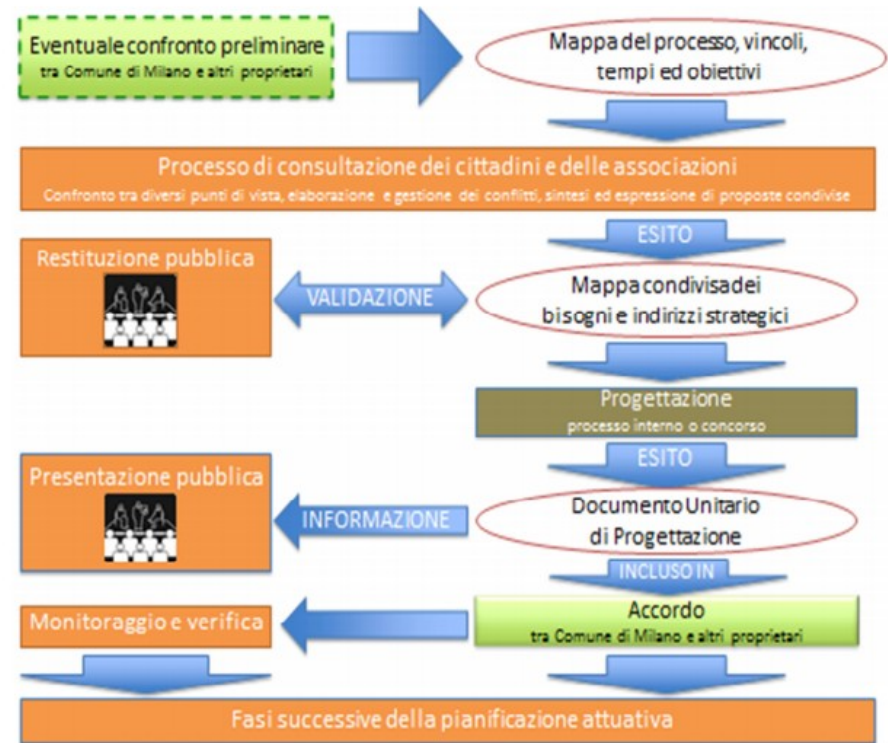 Eventuale confronto preliminare
tra Comune di Milano e altri proprietari
Mappa del processo, vincoli,
tempi ed obiettivi
Processo di consultazione dei cittadini e delle associazioni
Confronto tra diversi punti di vista, elaborazione e gestione dei conflitti, sintesi ed espressione di proposte condivise
ESITO
Restituzione pubblica
VALIDAZIONE
Mappa condivisa dei
bisogni e indirizzi strategici
Progettazione
processo interno o concorso
ESITO
Presentazione pubblica
INFORMAZIONE
Documento Unitario
di Progettazione
INCLUSO IN
Monitoraggio e verifica
Accordo
tra Comune di Milano e altri proprietari
Fasi successive della pianificazione attuativa